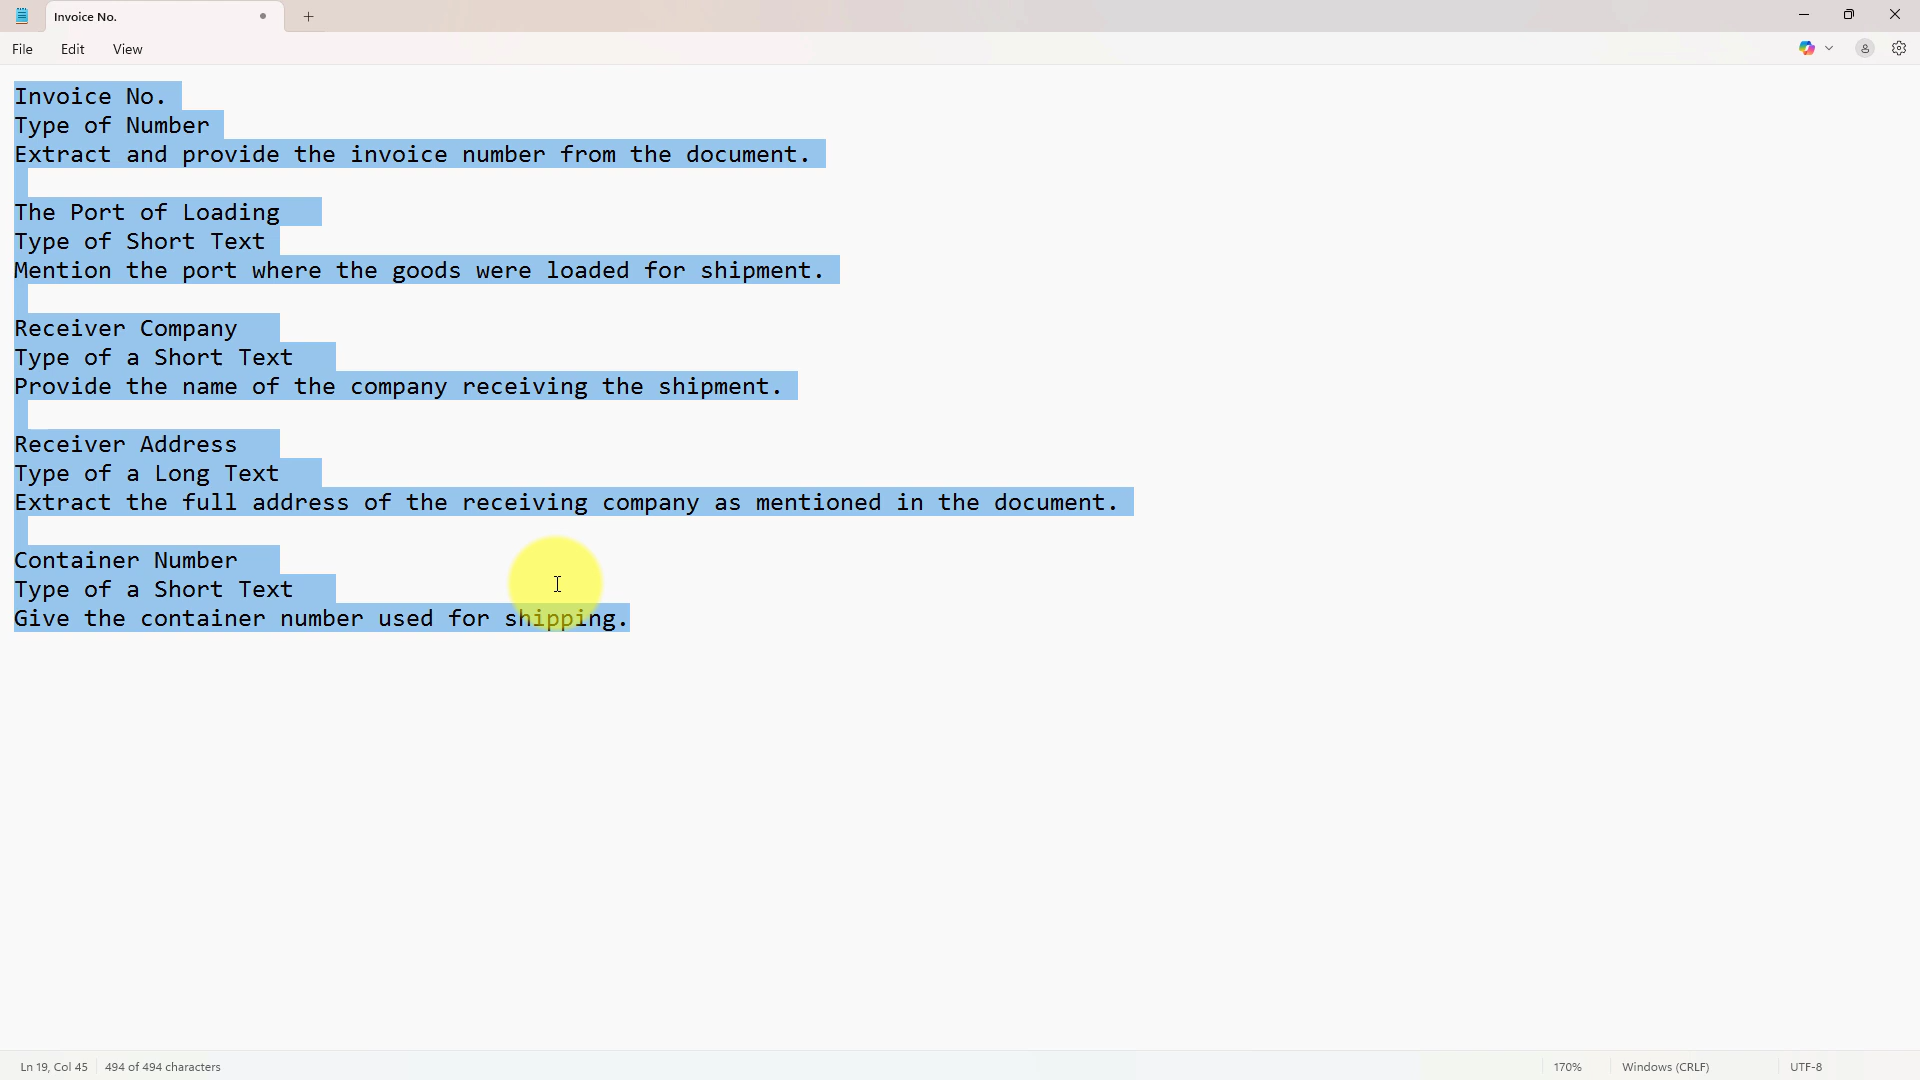 Invoice No.
File Edit View
Invoice No.
Type of Number
Extract and provide the invoice number from the document.
The Port of Loading
Type of Short Text
Mention the port where the goods were loaded for shipment.
Receiver Company
Type of a Short Text
Provide the name of the company receiving the shipment.
Receiver Address
Type of a Long Text
Extract the full address of the receiving company as mentioned in the document.
Container Number
Type of a Short Text
Give the container number used for shipping.
Ln 19, Col 45 494 of 494 characters 170% Windows (CRLF) UTF-8